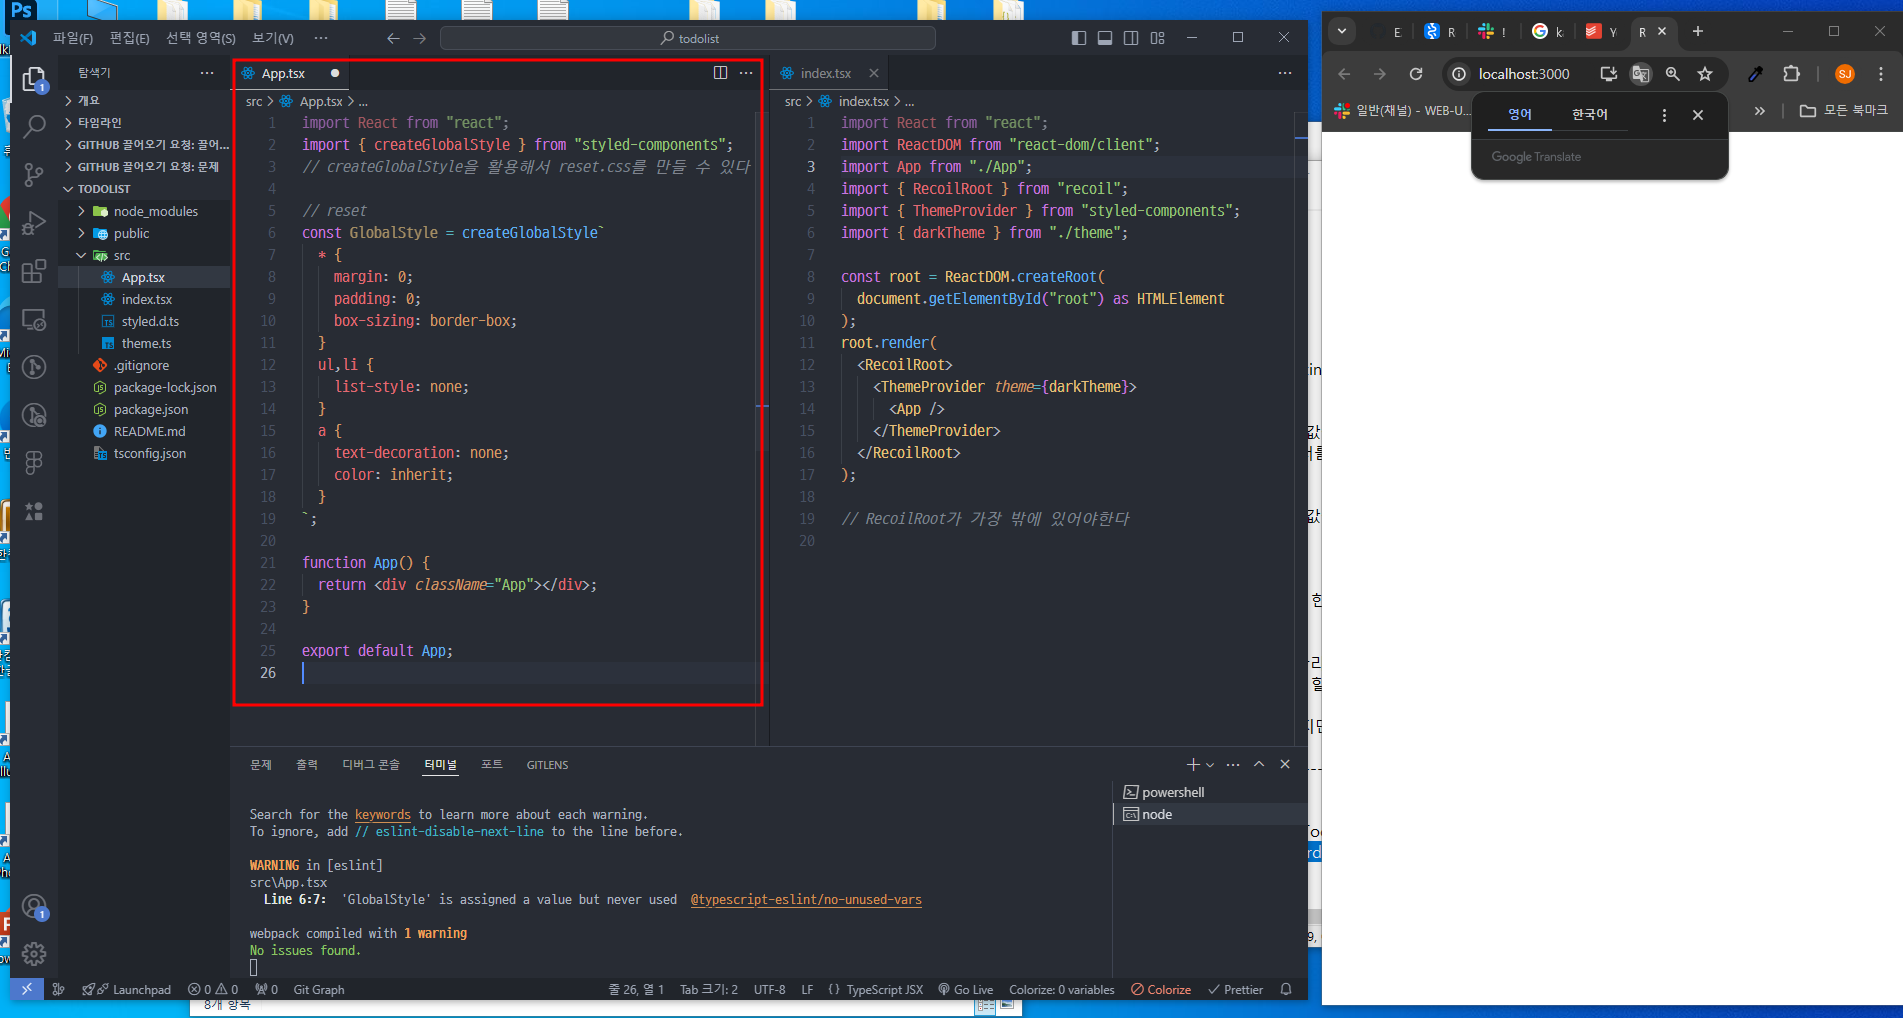 파일(F) 편집(E) 선택 영역(S) 보기(V) ··· todolist
탐색기
개요
타임라인
GITHUB 끌어오기 요청: 끌어...
GITHUB 끌어오기 요청: 문제
TODOLIST
node_modules
public
src
App.tsx
index.tsx
styled.d.ts
theme.ts
.gitignore
package-lock.json
package.json
README.md
tsconfig.json
App.tsx
src > App.tsx > ...
1 import React from "react";
2 import { createGlobalStyle } from "styled-components";
3 // createGlobalStyle을 활용해서 reset.css를 만들 수 있다
4
5 // reset
6 const GlobalStyle = createGlobalStyle`
7 * {
8 margin: 0;
9 padding: 0;
10 box-sizing: border-box;
11 }
12 ul,li {
13 list-style: none;
14 }
15 a {
16 text-decoration: none;
17 color: inherit;
18 }
19 `;
20
21 function App() {
22 return <div className="App"></div>;
23 }
24
25 export default App;
26
index.tsx
src > index.tsx > ...
1 import React from "react";
2 import ReactDOM from "react-dom/client";
3 import App from "./App";
4 import { RecoilRoot } from "recoil";
5 import { ThemeProvider } from "styled-components";
6 import { darkTheme } from "./theme";
7
8 const root = ReactDOM.createRoot(
9 document.getElementById("root") as HTMLElement
10 );
11 root.render(
12 <RecoilRoot>
13 <ThemeProvider theme={darkTheme}>
14 <App />
15 </ThemeProvider>
16 </RecoilRoot>
17 );
18
19 // RecoilRoot가 가장 밖에 있어야한다
20
문제 출력 디버그 콘솔 터미널 포트 GITLENS
Search for the keywords to learn more about each warning.
To ignore, add // eslint-disable-next-line to the line before.
WARNING in [eslint]
src\App.tsx
Line 6:7: 'GlobalStyle' is assigned a value but never used @typescript-eslint/no-unused-vars
webpack compiled with 1 warning
No issues found.
powershell
node
Launchpad 0 0 0 Git Graph 줄 26, 열 1 Tab 크기: 2 UTF-8 LF {} TypeScript JSX Go Live Colorize: 0 variables Colorize Prettier
8개 항목
localhost:3000 SJ
일반(채널) - WEB-U... 모든 북마크
영어 한국어
Google Translate